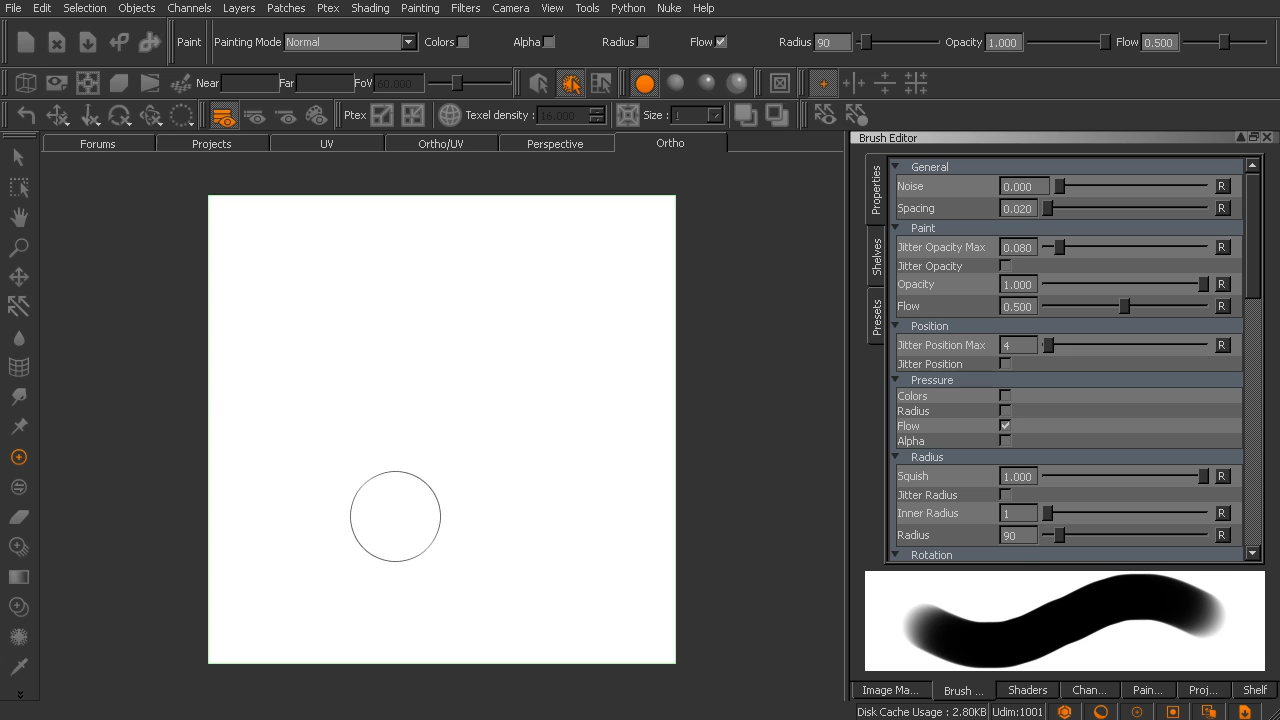 File Edit Selection Objects Channels Layers Patches Ptex Shading Painting Filters Camera View Tools Python Nuke Help
Paint Painting Mode Normal Colors Alpha Radius Flow Radius 90 Opacity 1.000 Flow 0.500
Near Far FoV 60.000
Ptex Texel density : 16.000 Size : 1
Forums Projects UV Ortho/UV Perspective Ortho
Brush Editor
Properties
Shelves
Presets
General
Noise 0.000 R
Spacing 0.020 R
Paint
Jitter Opacity Max 0.080 R
Jitter Opacity
Opacity 1.000 R
Flow 0.500 R
Position
Jitter Position Max 4 R
Jitter Position
Pressure
Colors
Radius
Flow
Alpha
Radius
Squish 1.000 R
Jitter Radius
Inner Radius 1 R
Radius 90 R
Rotation
Image Ma... Brush ... Shaders Chan... Pain... Proj... Shelf
Disk Cache Usage : 2.80KB Udim:1001